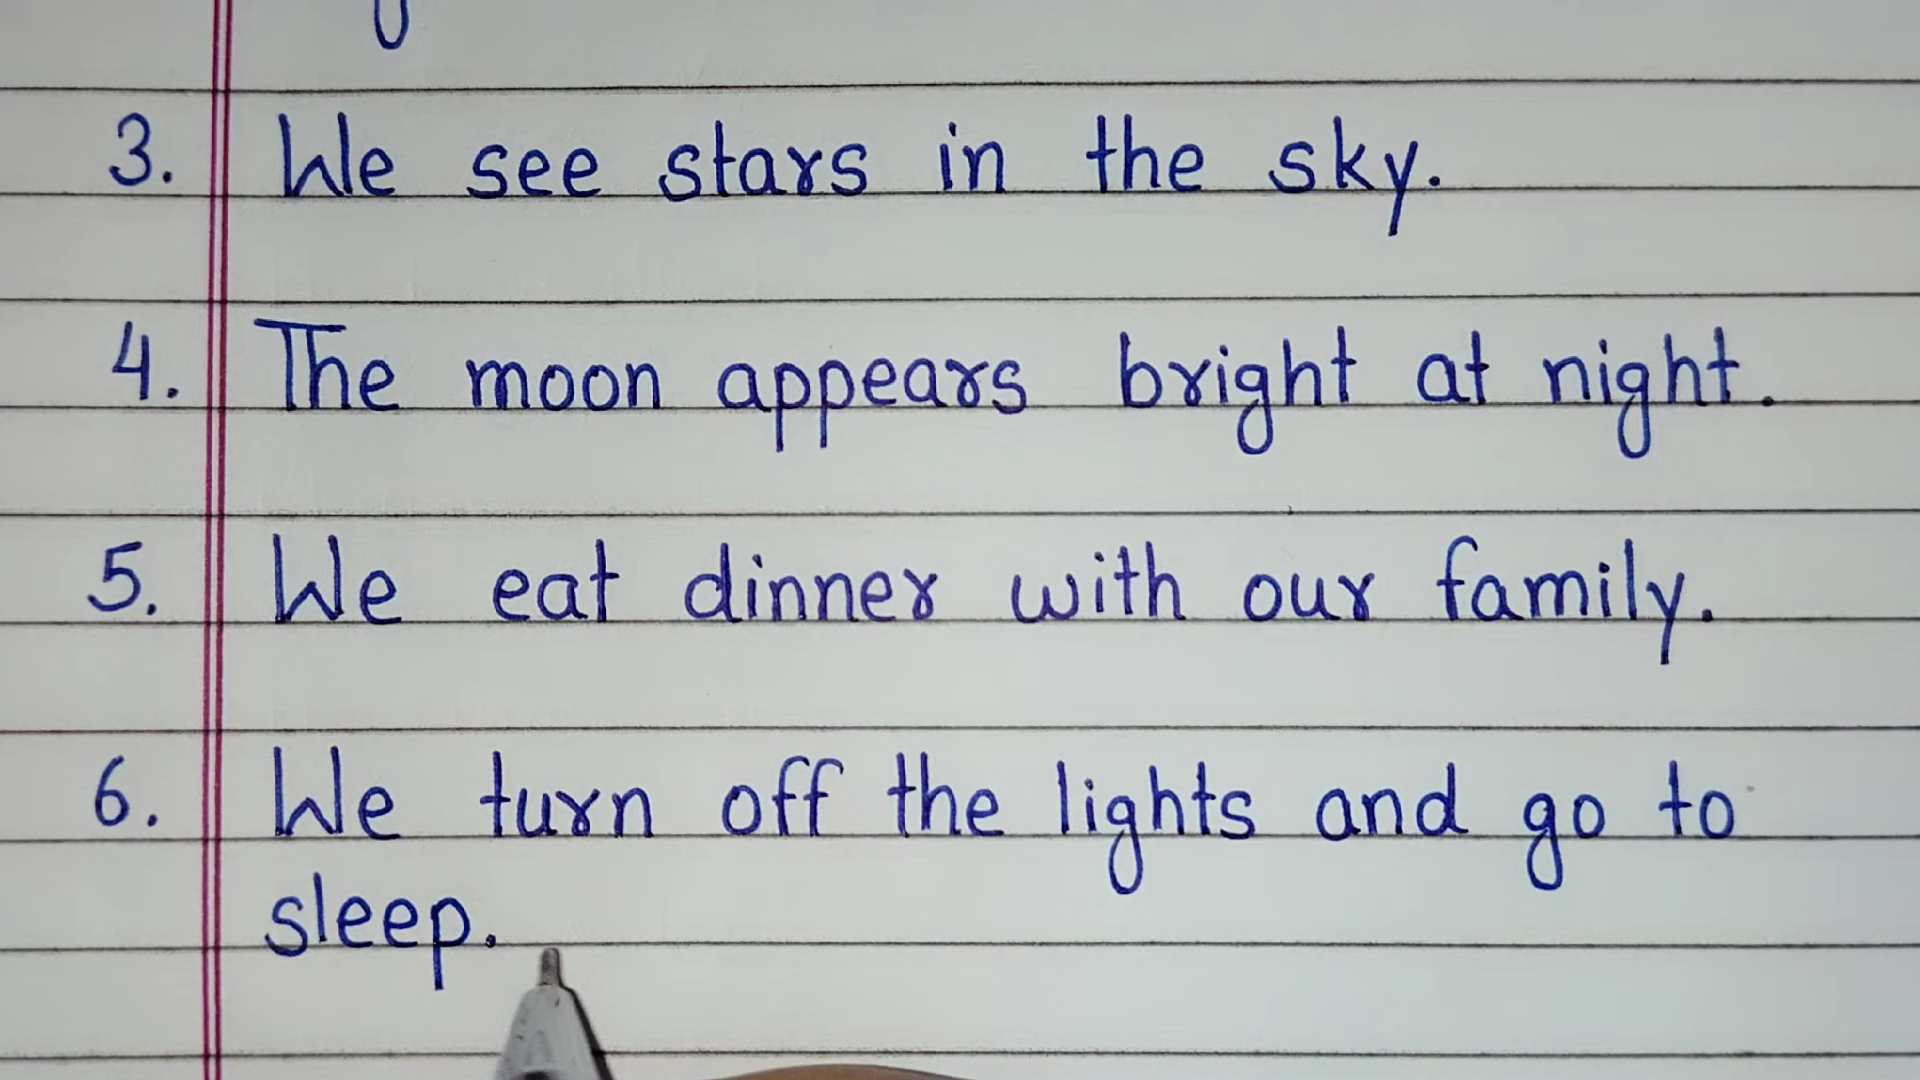 3. We see stars in the sky.
4. The moon appears bright at night.
5. We eat dinner with our family.
6. We turn off the lights and go to
sleep.